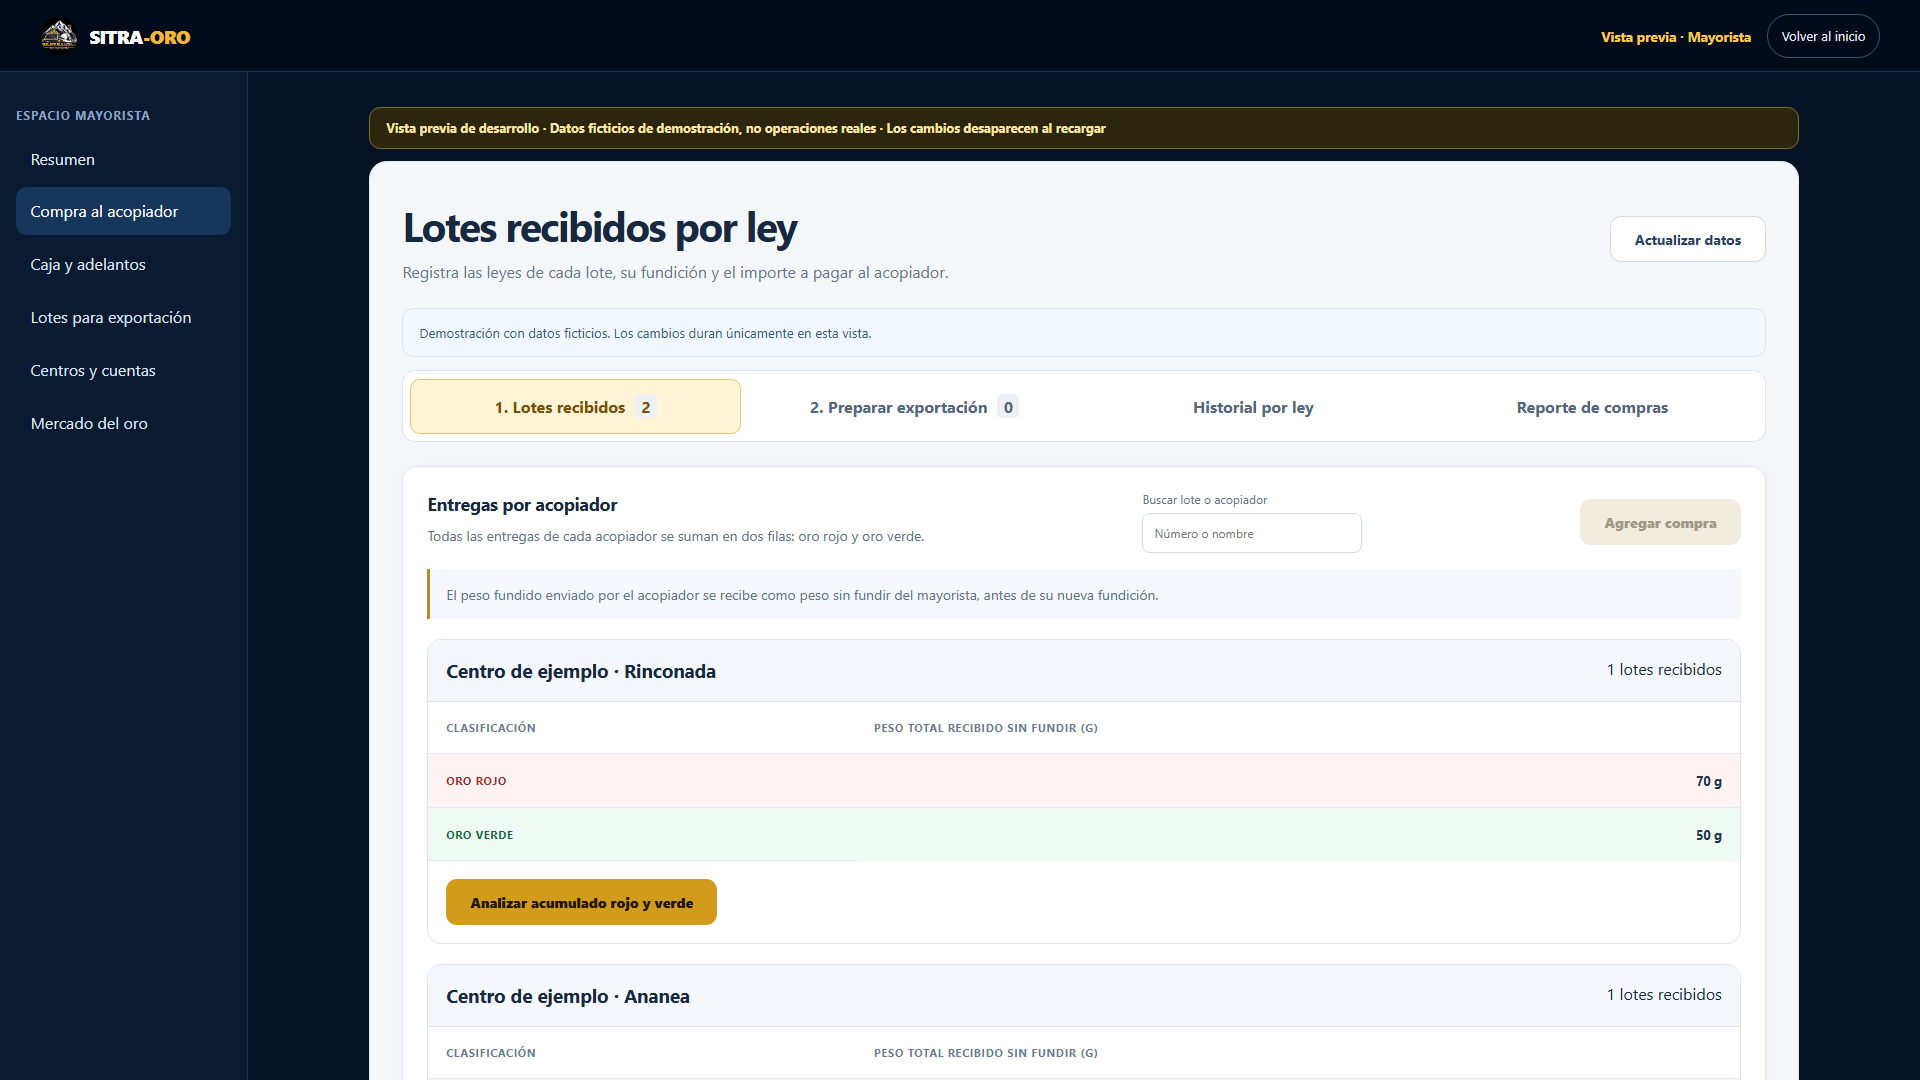 SITRA-ORO
Vista previa · Mayorista
Volver al inicio
ESPACIO MAYORISTA
Resumen
Compra al acopiador
Caja y adelantos
Lotes para exportación
Centros y cuentas
Mercado del oro
Vista previa de desarrollo · Datos ficticios de demostración, no operaciones reales · Los cambios desaparecen al recargar
Lotes recibidos por ley
Registra las leyes de cada lote, su fundición y el importe a pagar al acopiador.
Actualizar datos
Demostración con datos ficticios. Los cambios duran únicamente en esta vista.
1. Lotes recibidos 2
2. Preparar exportación 0
Historial por ley
Reporte de compras
Entregas por acopiador
Todas las entregas de cada acopiador se suman en dos filas: oro rojo y oro verde.
Buscar lote o acopiador
Número o nombre
Agregar compra
El peso fundido enviado por el acopiador se recibe como peso sin fundir del mayorista, antes de su nueva fundición.
Centro de ejemplo · Rinconada
1 lotes recibidos
CLASIFICACIÓN
PESO TOTAL RECIBIDO SIN FUNDIR (G)
ORO ROJO
70 g
ORO VERDE
50 g
Analizar acumulado rojo y verde
Centro de ejemplo · Ananea
1 lotes recibidos
CLASIFICACIÓN
PESO TOTAL RECIBIDO SIN FUNDIR (G)